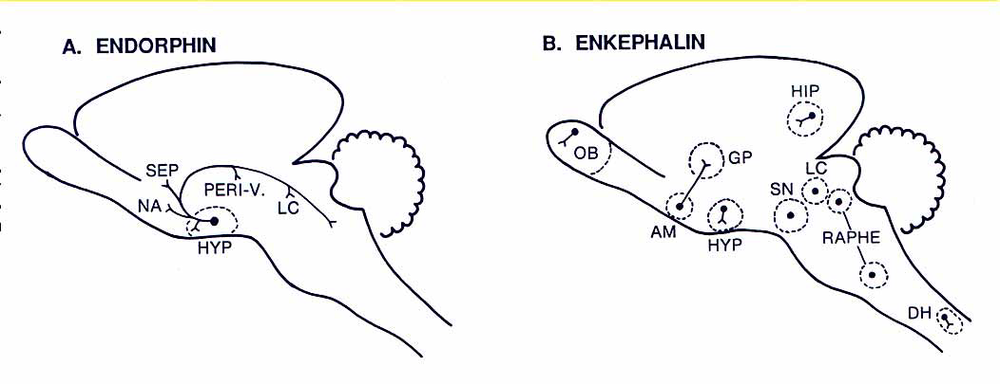 A. ENDORPHIN
SEP
PERI-V.
NA
LC
HYP
B. ENKEPHALIN
HIP
OB
GP
LC
SN
AM
HYP
RAPHE
DH